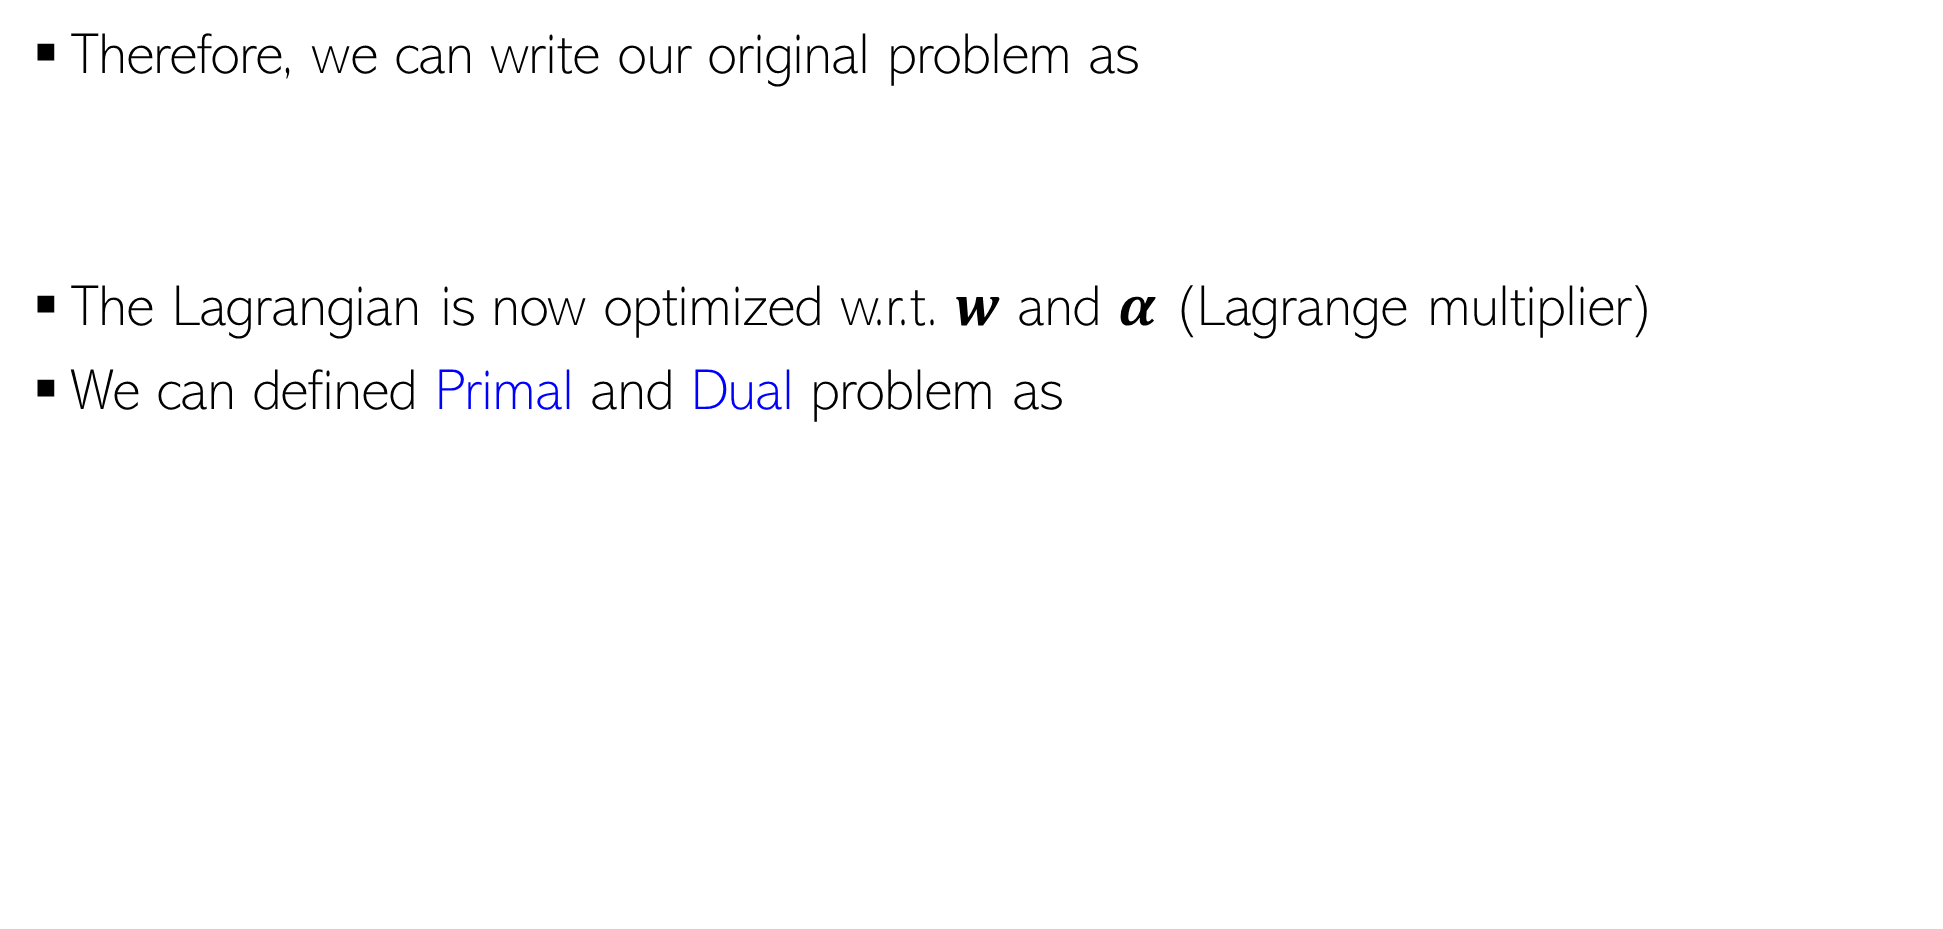 ▪ Therefore, we can write our original problem as
▪ The Lagrangian is now optimized w.r.t. 𝒘 and 𝜶 (Lagrange multiplier)
▪ We can defined Primal and Dual problem as